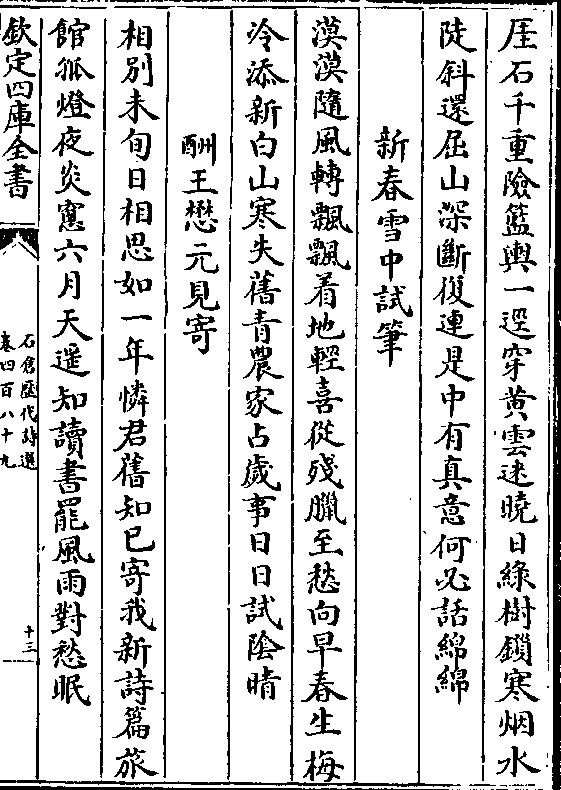 厓石千重險籃輿一逕穿黄雲迷曉日綠樹鎖寒烟水
陡斜還屈山深斷復連是中有真意何必話綿綿
新春雪中試筆
漠漠隨風轉飄飄着地輕喜從殘臘至愁向早春生梅
冷添新白山寒失舊青農家占歲事日日試陰晴
酬王懋元見寄
相别未旬日相思如一年憐君舊知已寄我新詩篇旅
館孤燈夜炎窻六月天遥知讀書罷風雨對愁眠
欽定四庫全書
石倉歷代詩選
卷四百八十九
十三